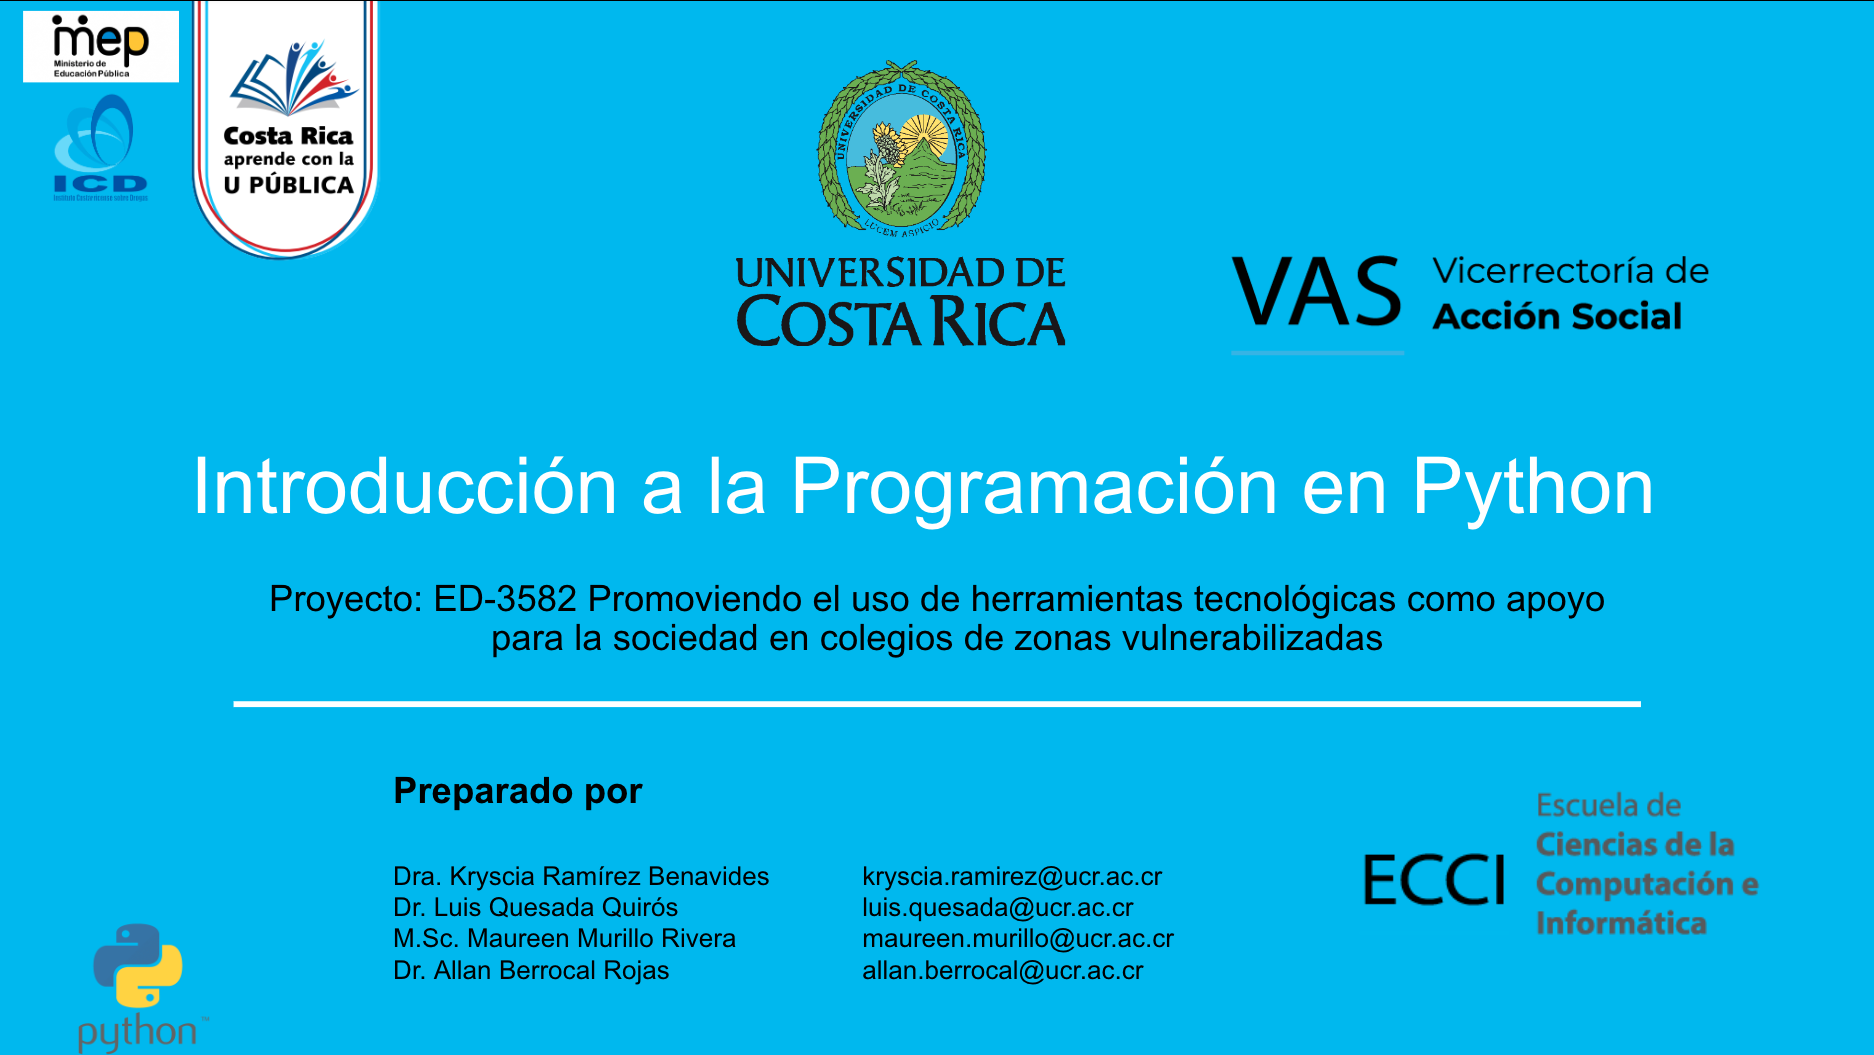 mep
Ministerio de
Educación Pública
ICD
Instituto Costarricense sobre Drogas
Costa Rica
aprende con la
U PÚBLICA
UNIVERSIDAD DE COSTA RICA
LUCEM ASPICIO
UNIVERSIDAD DE
COSTA RICA
VAS
Vicerrectoría de
Acción Social
Introducción a la Programación en Python
Proyecto: ED-3582 Promoviendo el uso de herramientas tecnológicas como apoyo
para la sociedad en colegios de zonas vulnerabilizadas
Preparado por
Dra. Kryscia Ramírez Benavides kryscia.ramirez@ucr.ac.cr
Dr. Luis Quesada Quirós luis.quesada@ucr.ac.cr
M.Sc. Maureen Murillo Rivera maureen.murillo@ucr.ac.cr
Dr. Allan Berrocal Rojas allan.berrocal@ucr.ac.cr
ECCI
Escuela de
Ciencias de la
Computación e
Informática
python™